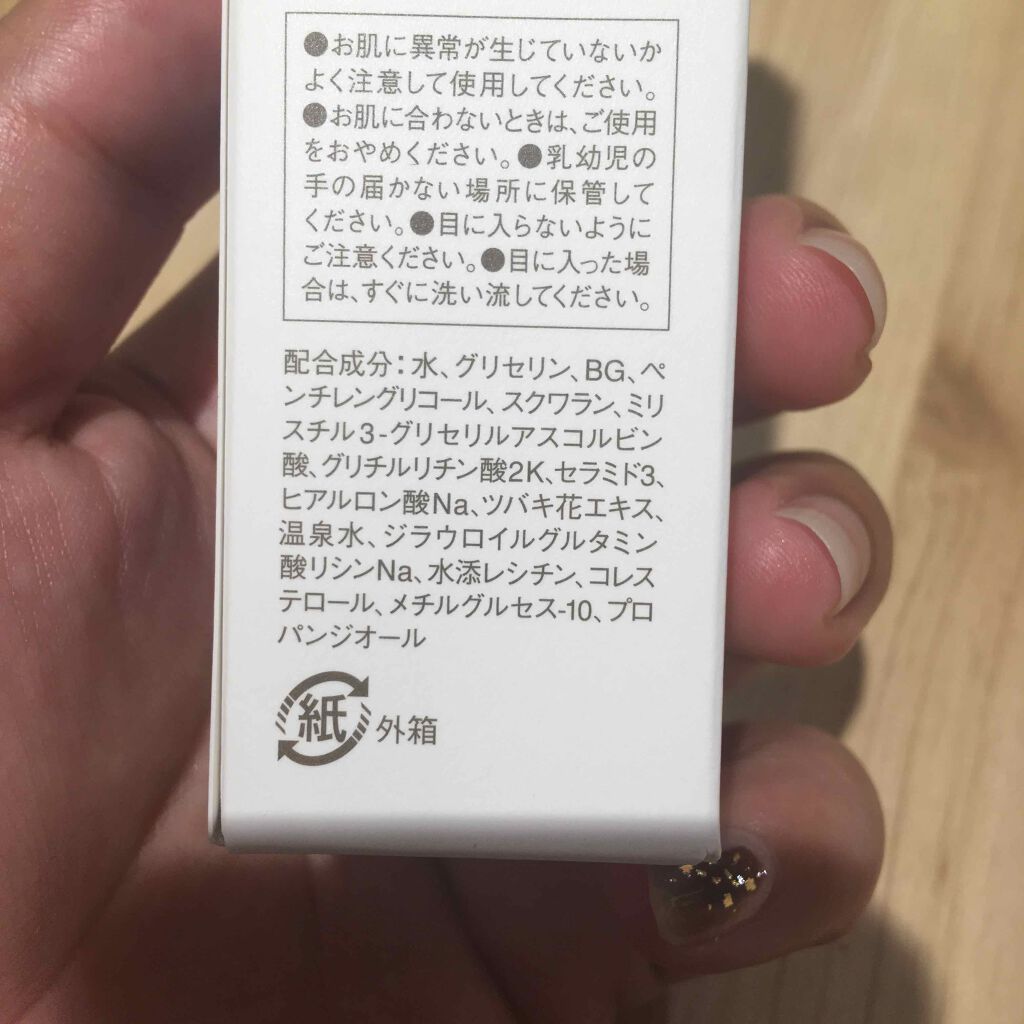 ●お肌に異常が生じていないか
よく注意して使用してください。
●お肌に合わないときは、ご使用
をおやめください。●乳幼児の
手の届かない場所に保管して
ください。●目に入らないように
ご注意ください。●目に入った場
合は、すぐに洗い流してください。
配合成分：水、グリセリン、BG、ペ
ンチレングリコール、スクワラン、ミリ
スチル3-グリセリルアスコルビン
酸、グリチルリチン酸2K、セラミド3、
ヒアルロン酸Na、ツバキ花エキス、
温泉水、ジラウロイルグルタミン
酸リシンNa、水添レシチン、コレス
テロール、メチルグルセス-10、プロ
パンジオール
紙 外箱